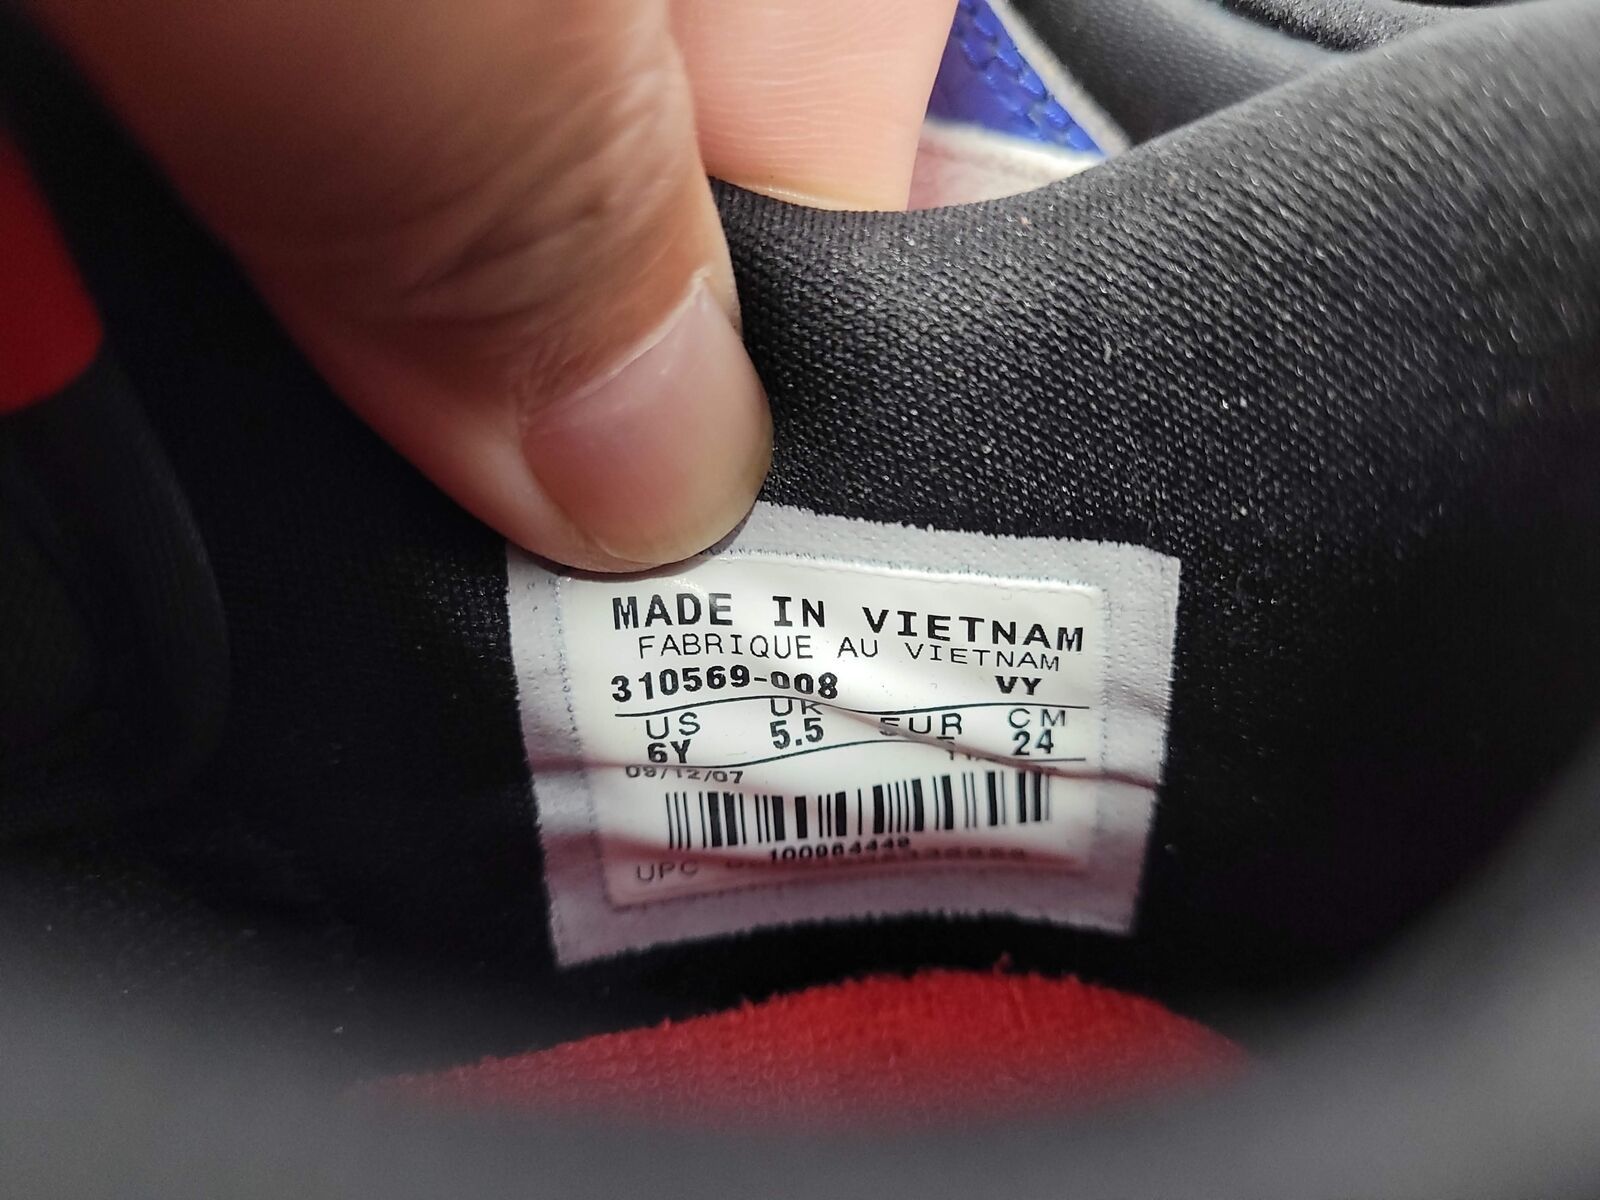 MADE IN VIETNAM
FABRIQUE AU VIETNAM
310569-008 VY
US UK EUR CM
6Y 5.5 24
09/12/07
UPC